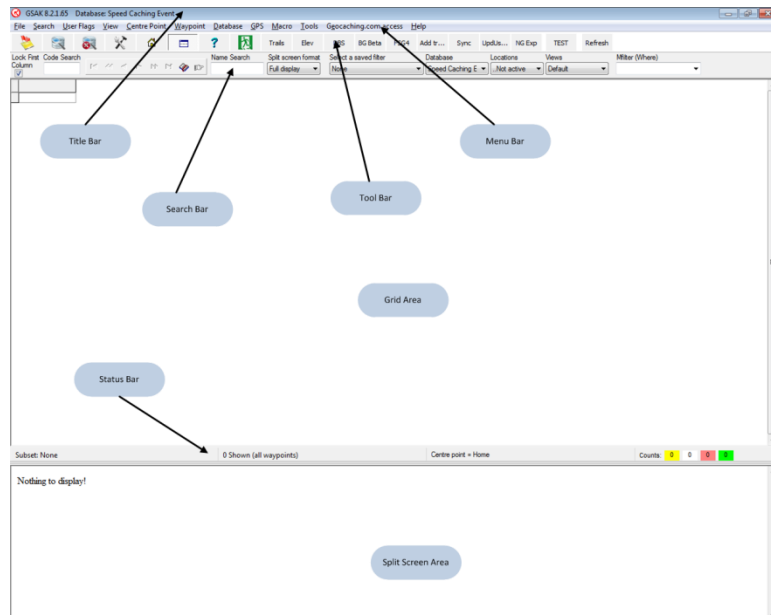 GSAK 8.2.1.65 Database: Speed Caching Event
File Search User Flags View Centre Point Waypoint Database GPS Macro Tools Geocaching.com access Help
? Trails Elev BG Beta Add tr... Sync UpdUs... NG Exp TEST Refresh
Lock First Column Code Search Name Search Split screen format Select a saved filter Database Locations Views Mfilter (Where)
Full display None Speed Caching E ...Not active Default
Title Bar
Menu Bar
Search Bar
Tool Bar
Grid Area
Status Bar
Subset: None 0 Shown (all waypoints) Centre point = Home Counts: 0 0 0 0
Nothing to display!
Split Screen Area